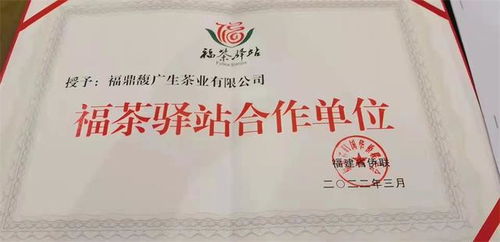 福
福茶驿站
授予：福鼎馥广生茶业有限公司
福茶驿站合作单位
福建省侨联
二〇二二年三月